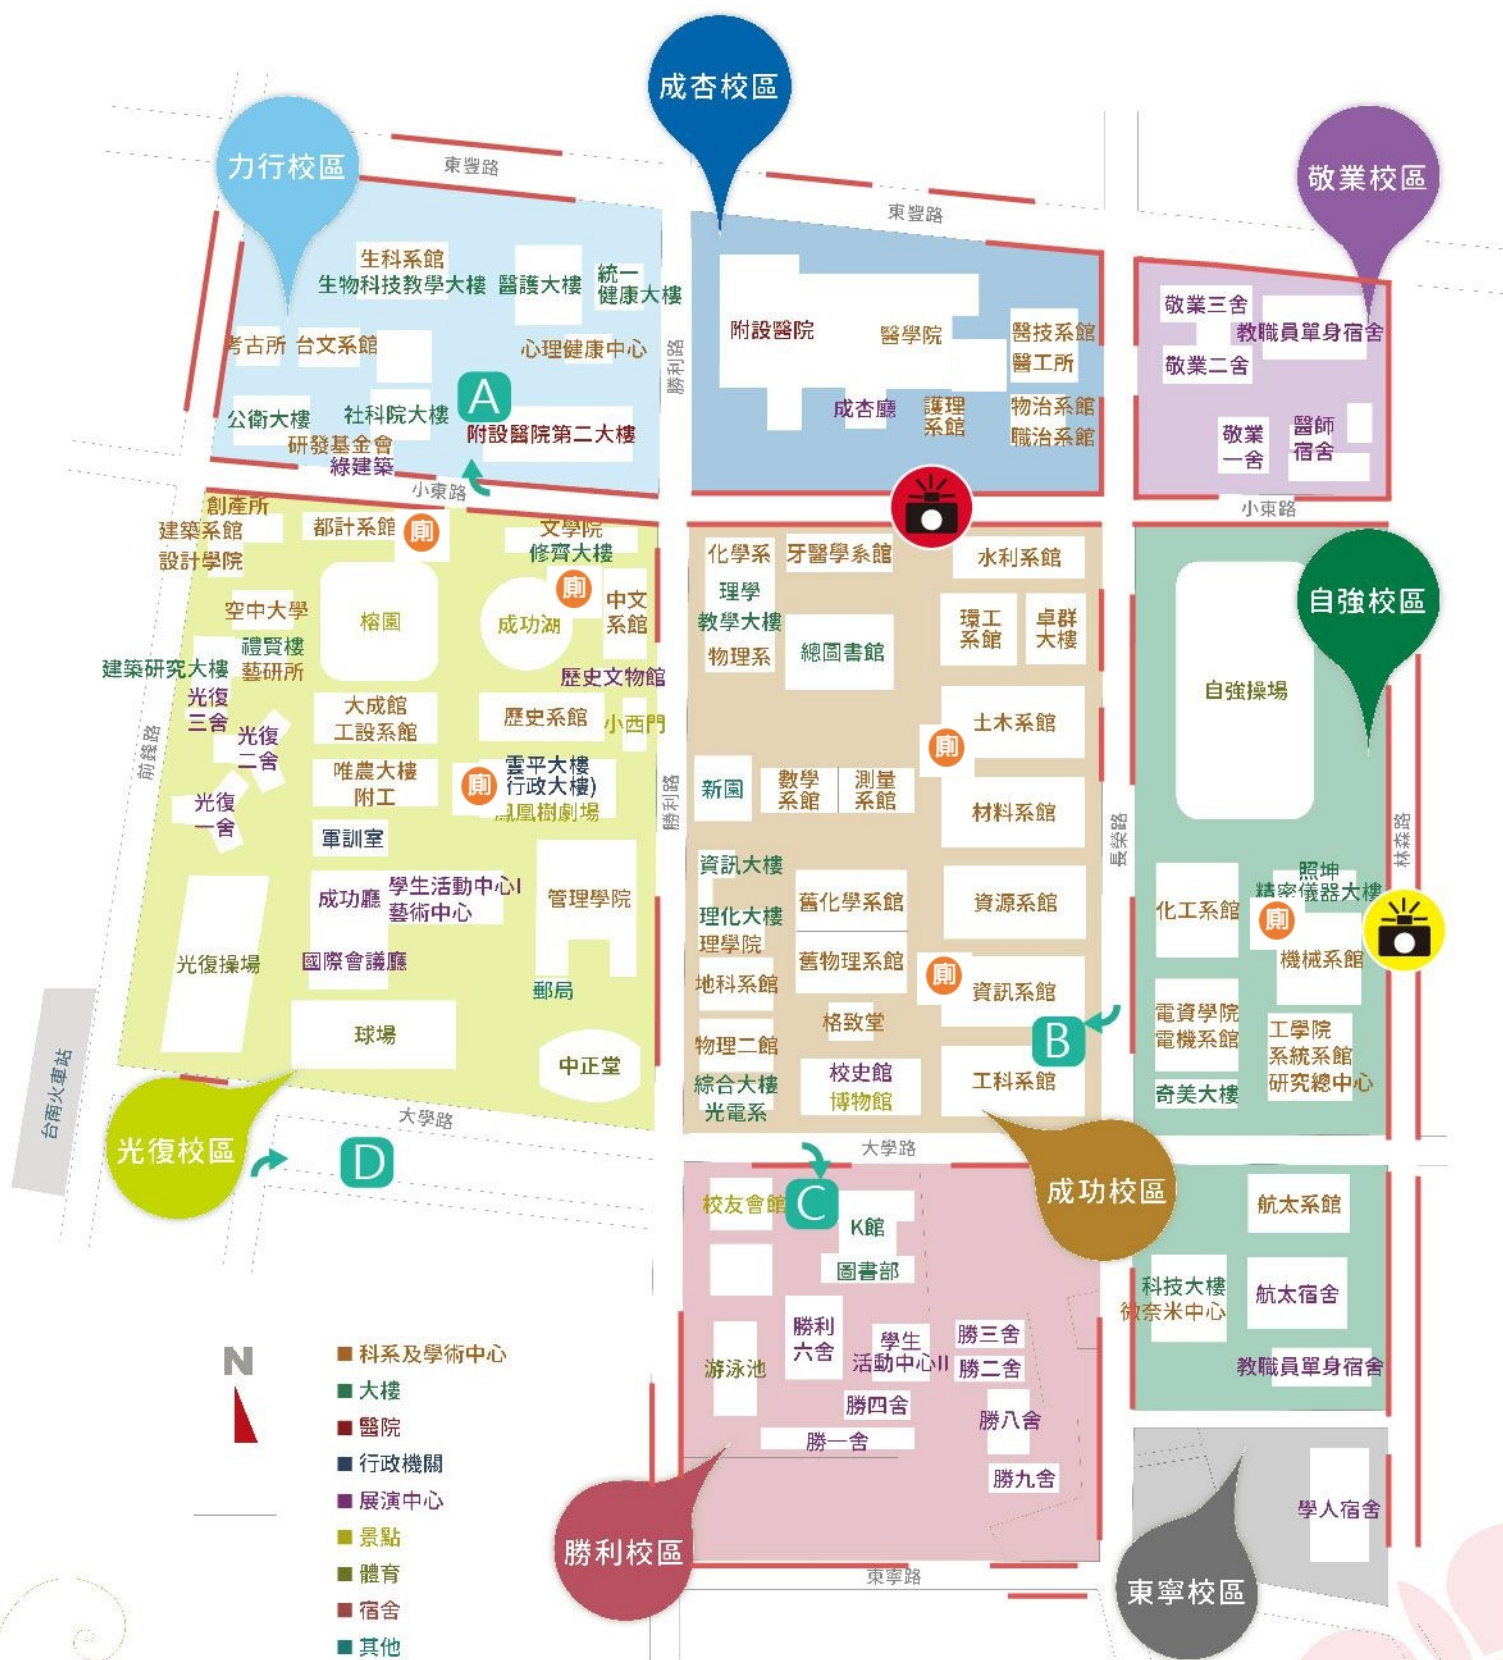 成杏校區
力行校區
敬業校區
東豐路
東豐路
生科系館
生物科技教學大樓
醫護大樓
統一
健康大樓
考古所
台文系館
心理健康中心
公衛大樓
社科院大樓
A
研發基金會
綠建築
附設醫院第二大樓
勝利路
附設醫院
醫學院
醫技系館
醫工所
成杏廳
護理
系館
物治系館
職治系館
敬業三舍
教職員單身宿舍
敬業二舍
敬業
一舍
醫師
宿舍
小東路
小東路
創產所
建築系館
設計學院
都計系館
廁
文學院
修齊大樓
廁
空中大學
榕園
成功湖
中文
系館
禮賢樓
建築研究大樓
藝研所
歷史文物館
光復
三舍
大成館
工設系館
歷史系館
小西門
光復
二舍
前鋒路
唯農大樓
附工
廁
雲平大樓
行政大樓)
鳳凰樹劇場
光復
一舍
軍訓室
成功廳
學生活動中心I
藝術中心
管理學院
光復操場
國際會議廳
郵局
球場
中正堂
台南火車站
光復校區
大學路
D
化學系
牙醫學系館
水利系館
理學
教學大樓
物理系
總圖書館
環工
系館
卓群
大樓
土木系館
廁
勝利路
新園
數學
系館
測量
系館
材料系館
長榮路
資訊大樓
理化大樓
理學院
舊化學系館
資源系館
地科系館
舊物理系館
廁
資訊系館
格致堂
物理二館
B
綜合大樓
光電系
校史館
博物館
工科系館
大學路
成功校區
自強校區
自強操場
林森路
照坤
精密儀器大樓
化工系館
廁
機械系館
電資學院
電機系館
工學院
系統系館
研究總中心
奇美大樓
校友會館
C
K館
圖書部
勝利
六舍
學生
活動中心II
勝三舍
勝二舍
游泳池
勝四舍
勝八舍
勝一舍
勝九舍
勝利校區
東寧路
航太系館
科技大樓
微奈米中心
航太宿舍
教職員單身宿舍
學人宿舍
東寧校區
N
科系及學術中心
大樓
醫院
行政機關
展演中心
景點
體育
宿舍
其他